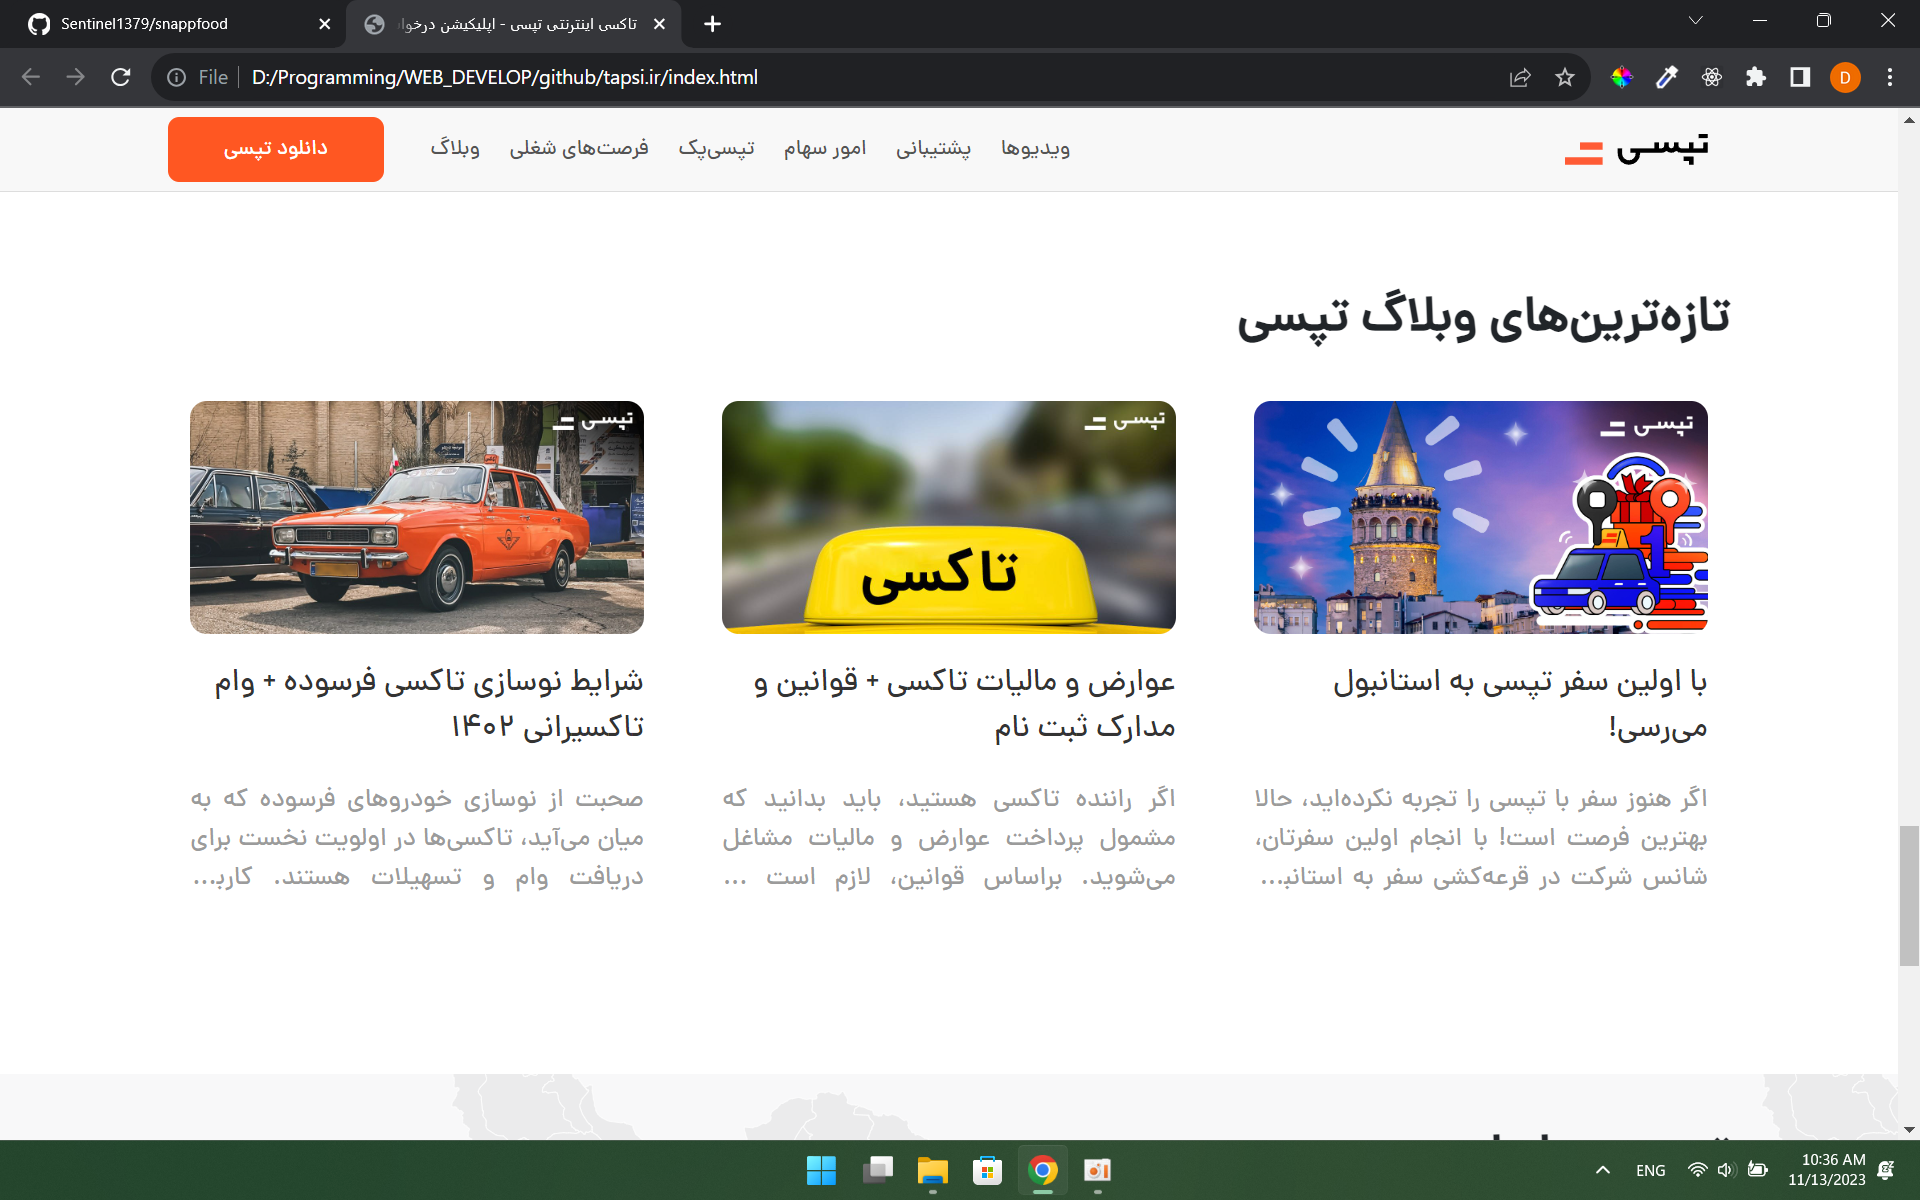 Sentinel1379/snappfood
تاکسی اینترنتی تپسی - اپلیکیشن درخوا
File D:/Programming/WEB_DEVELOP/github/tapsi.ir/index.html
D
تپسی
ویدیوها پشتیبانی امور سهام تپسی‌پک فرصت‌های شغلی وبلاگ
دانلود تپسی
تازه‌ترین‌های وبلاگ تپسی
تپسی
1
با اولین سفر تپسی به استانبول
می‌رسی!
اگر هنوز سفر با تپسی را تجربه نکرده‌اید، حالا
بهترین فرصت است! با انجام اولین سفرتان،
شانس شرکت در قرعه‌کشی سفر به استانبـ...
تپسی
تاکسی
عوارض و مالیات تاکسی + قوانین و
مدارک ثبت نام
اگر راننده تاکسی هستید، باید بدانید که
مشمول پرداخت عوارض و مالیات مشاغل
می‌شوید. براساس قوانین، لازم است ...
تپسی
شرایط نوسازی تاکسی فرسوده + وام
تاکسیرانی ۱۴۰۲
صحبت از نوسازی خودروهای فرسوده که به
میان می‌آید، تاکسی‌ها در اولویت نخست برای
دریافت وام و تسهیلات هستند. کاربـ...
ENG
10:36 AM
11/13/2023